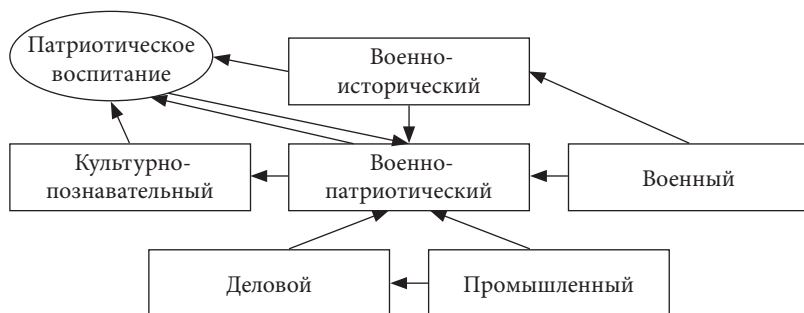 Патриотическое
воспитание
Военно-
исторический
Культурно-
познавательный
Военно-
патриотический
Военный
Деловой
Промышленный